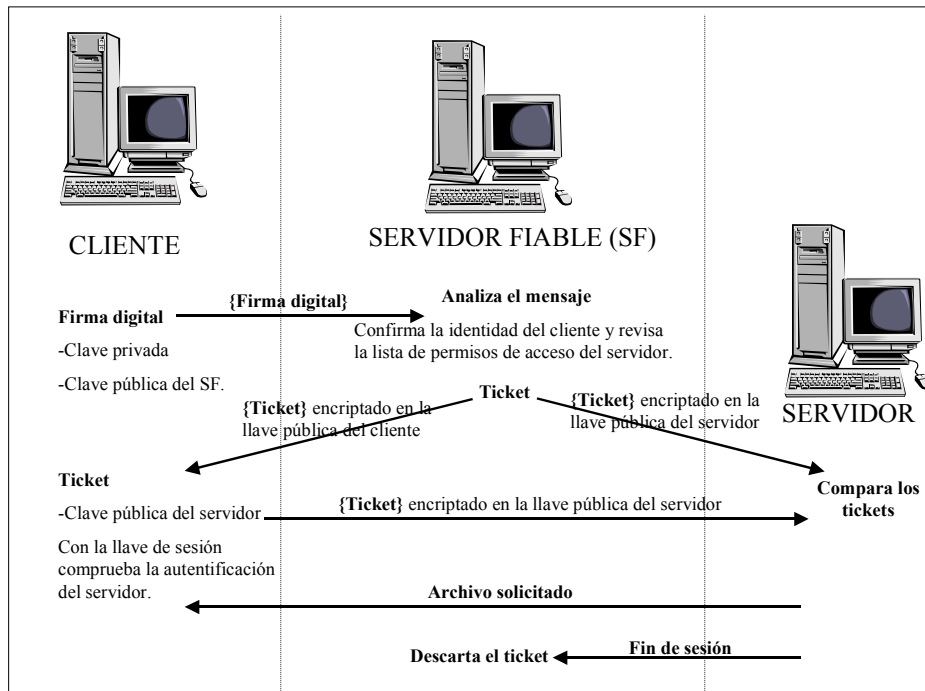 CLIENTE
SERVIDOR FIABLE (SF)
SERVIDOR
Firma digital
-Clave privada
-Clave pública del SF.
{Firma digital}
Analiza el mensaje
Confirma la identidad del cliente y revisa
la lista de permisos de acceso del servidor.
Ticket
{Ticket} encriptado en la
llave pública del cliente
{Ticket} encriptado en la
llave pública del servidor
Ticket
-Clave pública del servidor
Con la llave de sesión
comprueba la autentificación
del servidor.
{Ticket} encriptado en la llave pública del servidor
Compara los
tickets
Archivo solicitado
Fin de sesión
Descarta el ticket